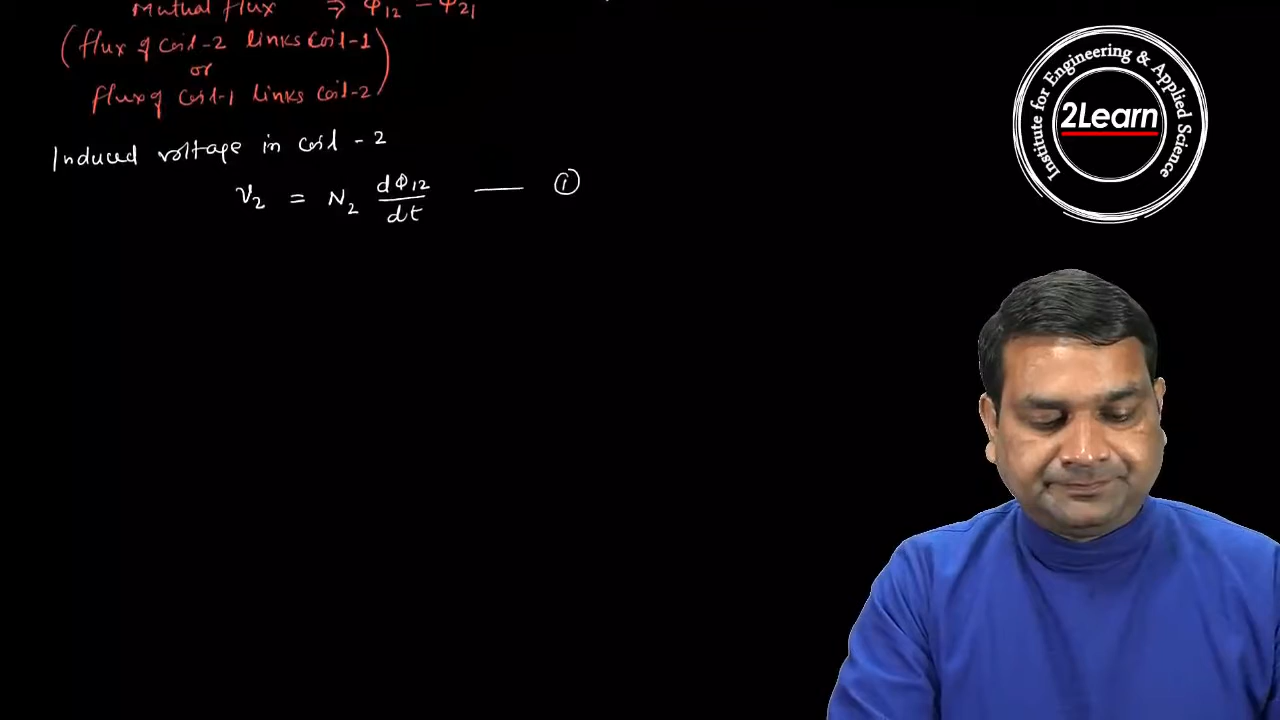 Mutual flux ⇒ Φ12 = Φ21
(flux of coil-2 links coil-1
or
flux of coil-1 links coil-2)
Induced voltage in coil - 2
v2 = N2 dΦ12/dt —— ①
Institute for Engineering & Applied Science
2Learn